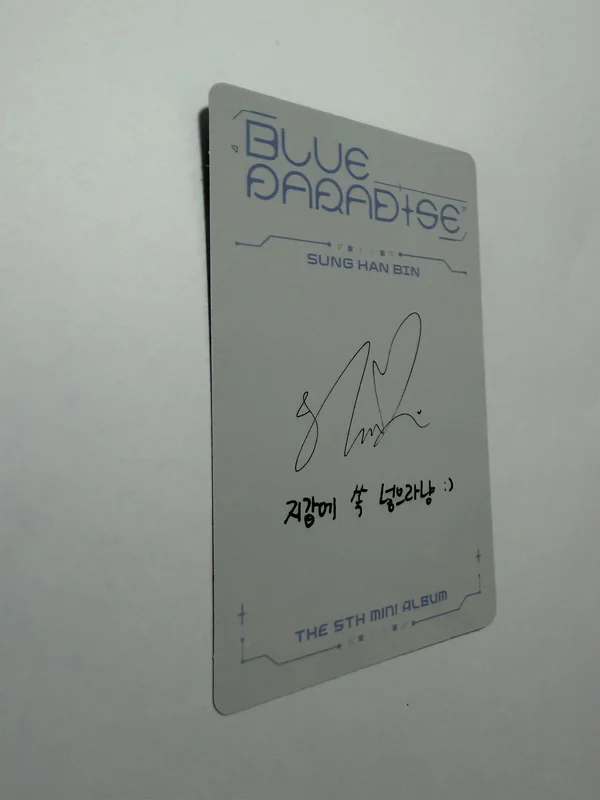 BLUE
PARADISE
SUNG HAN BIN
지갑에 쏙 넣으라냥 :)
THE 5TH MINI ALBUM